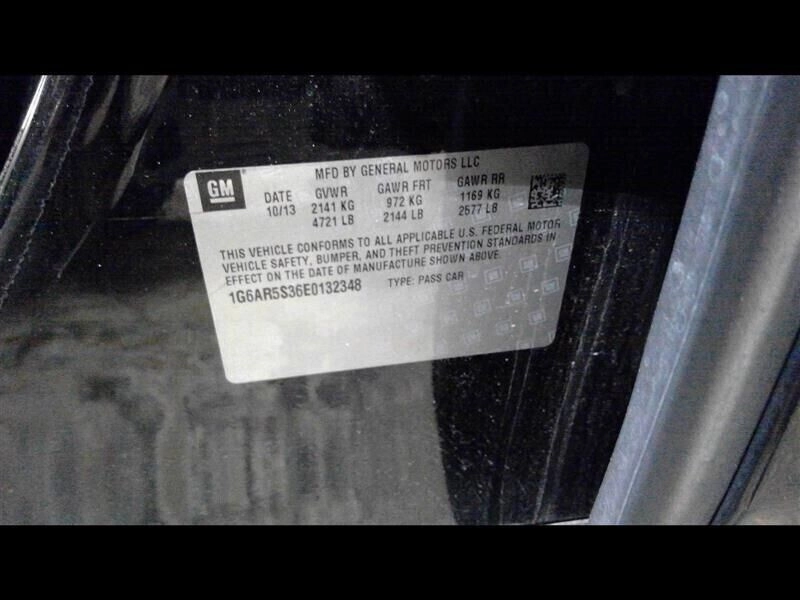 MFD BY GENERAL MOTORS LLC
GM
DATE GVWR GAWR FRT GAWR RR
10/13 2141 KG 972 KG 1169 KG
4721 LB 2144 LB 2577 LB
THIS VEHICLE CONFORMS TO ALL APPLICABLE U.S. FEDERAL MOTOR
VEHICLE SAFETY, BUMPER, AND THEFT PREVENTION STANDARDS IN
EFFECT ON THE DATE OF MANUFACTURE SHOWN ABOVE.
1G6AR5S36E0132348 TYPE: PASS CAR